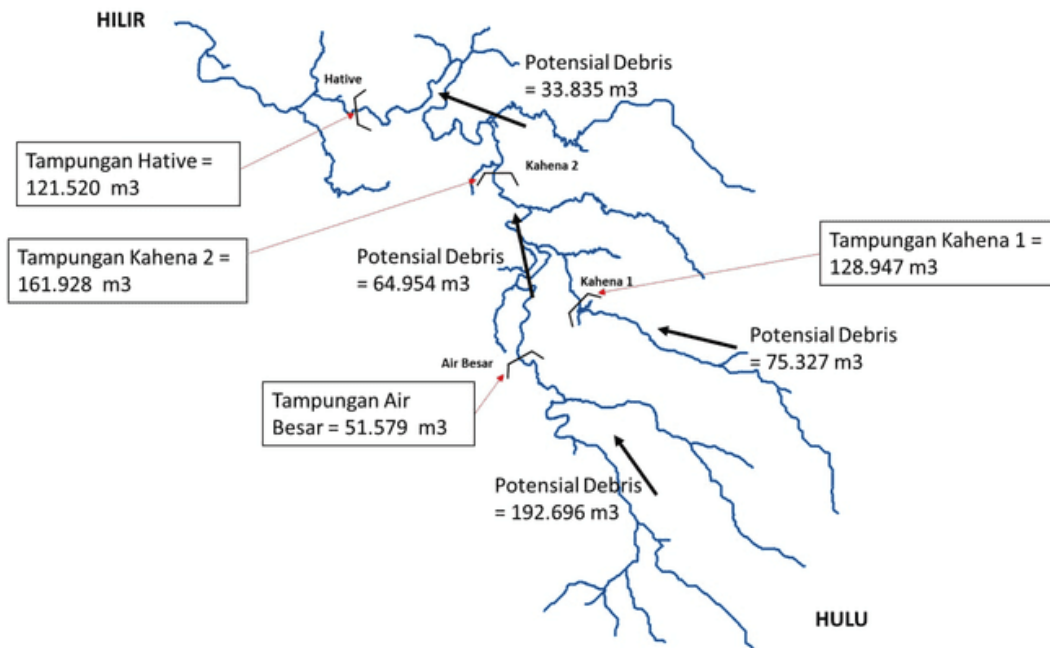 HILIR
Potensial Debris
= 33.835 m3
Hative
Tampungan Hative =
121.520 m3
Kahena 2
Tampungan Kahena 2 =
161.928 m3
Potensial Debris
= 64.954 m3
Tampungan Kahena 1 =
128.947 m3
Kahena 1
Potensial Debris
= 75.327 m3
Air Besar
Tampungan Air
Besar = 51.579 m3
Potensial Debris
= 192.696 m3
HULU